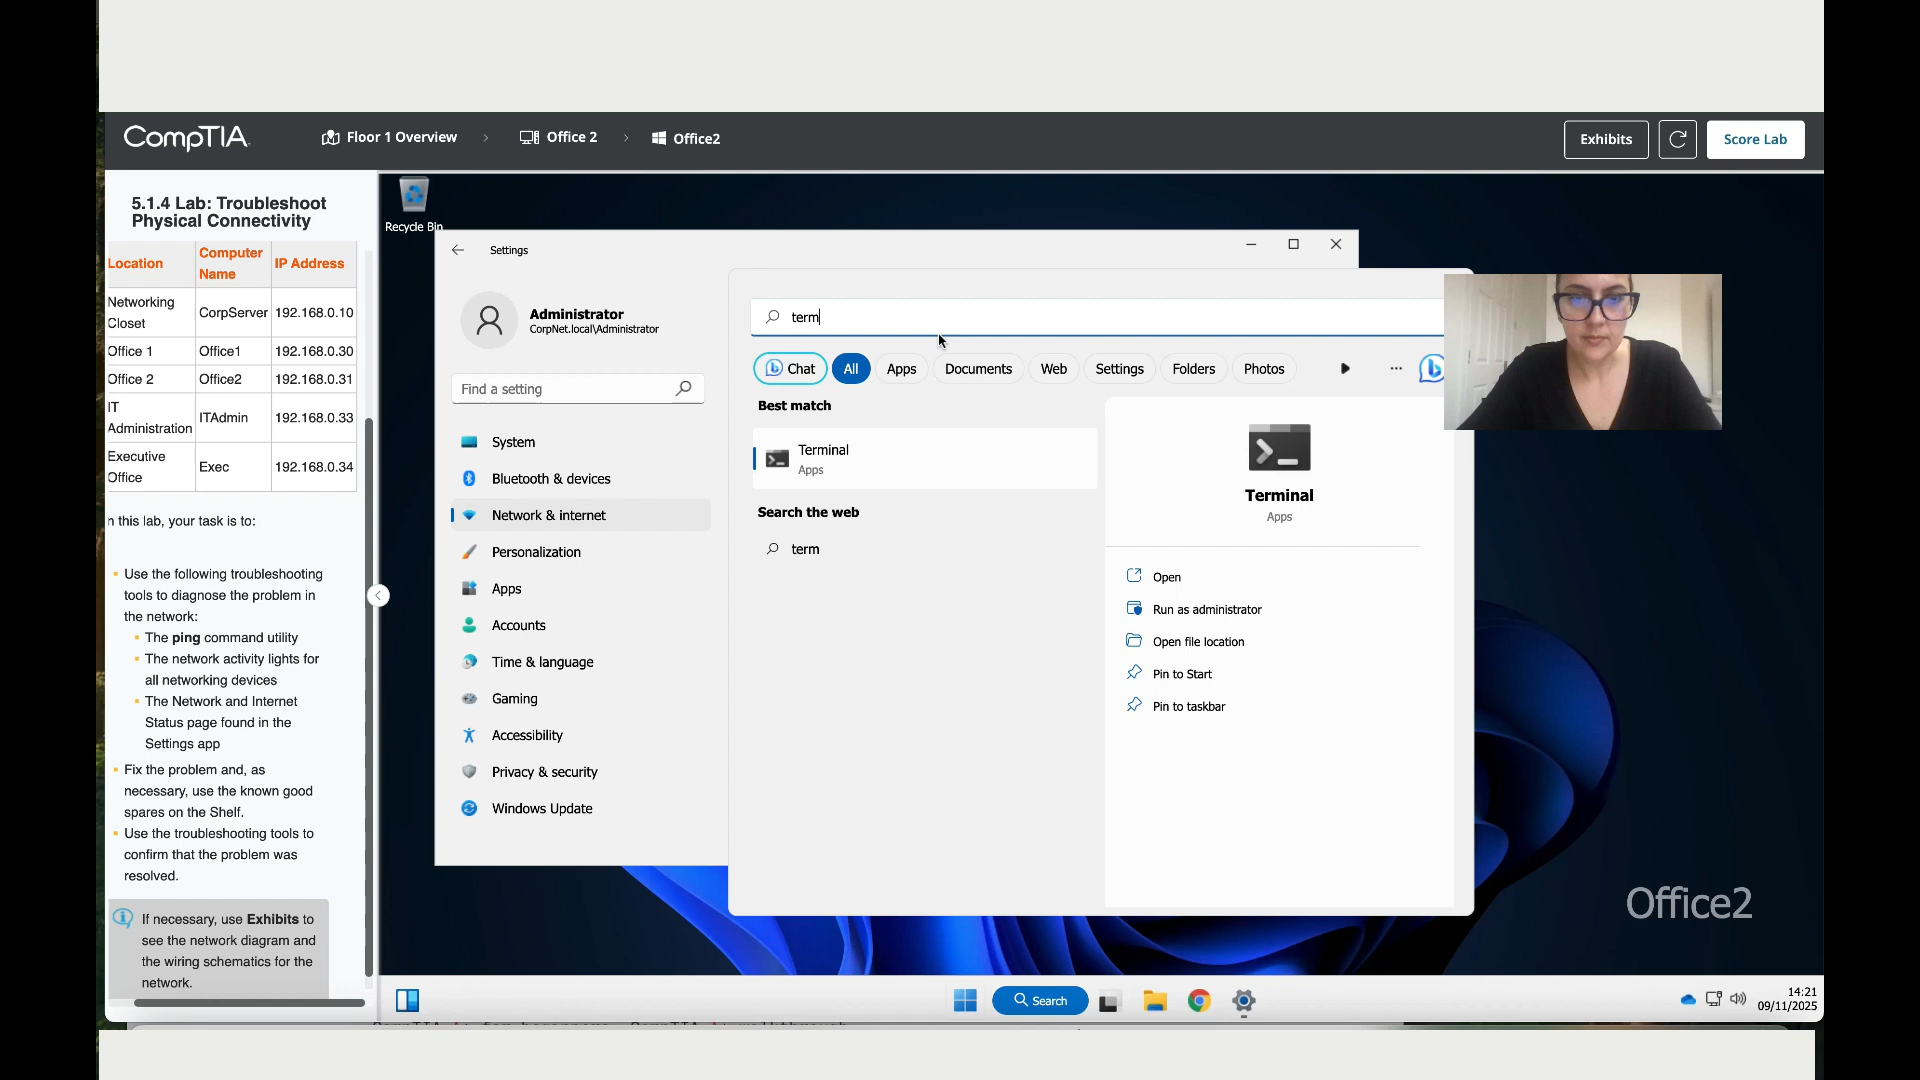 CompTIA.
Floor 1 Overview
Office 2
Office2
Exhibits
Score Lab
5.1.4 Lab: Troubleshoot
Physical Connectivity
Location
Computer
Name
IP Address
Networking
Closet
CorpServer
192.168.0.10
Office 1
Office1
192.168.0.30
Office 2
Office2
192.168.0.31
IT
Administration
ITAdmin
192.168.0.33
Executive
Office
Exec
192.168.0.34
n this lab, your task is to:
Use the following troubleshooting
tools to diagnose the problem in
the network:
The ping command utility
The network activity lights for
all networking devices
The Network and Internet
Status page found in the
Settings app
Fix the problem and, as
necessary, use the known good
spares on the Shelf.
Use the troubleshooting tools to
confirm that the problem was
resolved.
If necessary, use Exhibits to
see the network diagram and
the wiring schematics for the
network.
Recycle Bin
Settings
Administrator
CorpNet.local\Administrator
Find a setting
System
Bluetooth & devices
Network & internet
Personalization
Apps
Accounts
Time & language
Gaming
Accessibility
Privacy & security
Windows Update
term
Chat
All
Apps
Documents
Web
Settings
Folders
Photos
Best match
Terminal
Apps
Search the web
term
Terminal
Apps
Open
Run as administrator
Open file location
Pin to Start
Pin to taskbar
Office2
Search
14:21
09/11/2025